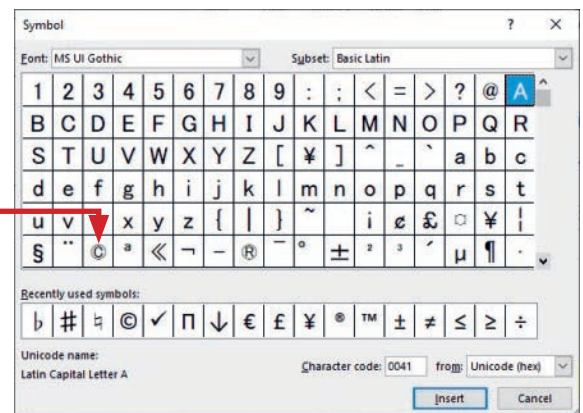 Symbol ? ×
Font: MS UI Gothic Subset: Basic Latin
1 2 3 4 5 6 7 8 9 : ; < = > ? @ A
B C D E F G H I J K L M N O P Q R
S T U V W X Y Z [ ¥ ] ^ _ ` a b c
d e f g h i j k l m n o p q r s t
u v x y z { | } ~ ¡ ¢ £ ¤ ¥ ¦
§ ¨ © ª « ¬ - ® ¯ ° ± ² ³ ´ µ ¶ ·
Recently used symbols:
♭ # ♮ © ✓ Π ↓ € £ ¥ ® ™ ± ≠ ≤ ≥ ÷
Unicode name:
Latin Capital Letter A
Character code: 0041 from: Unicode (hex)
Insert Cancel